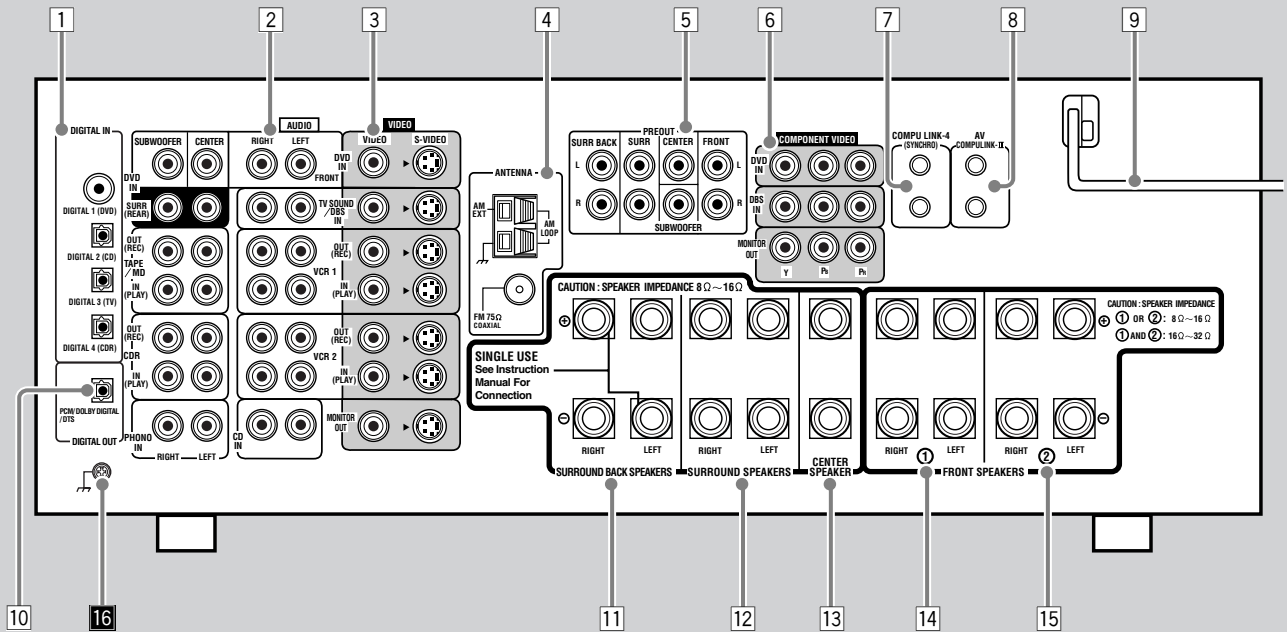 1
2
3
4
5
6
7
8
9
DIGITAL IN
DIGITAL 1 (DVD)
DIGITAL 2 (CD)
DIGITAL 3 (TV)
DIGITAL 4 (CDR)
PCM/DOLBY DIGITAL
/DTS
DIGITAL OUT
AUDIO
SUBWOOFER
CENTER
RIGHT
LEFT
DVD
IN
FRONT
SURR
(REAR)
TV SOUND
/DBS
IN
OUT
(REC)
TAPE
/MD
IN
(PLAY)
VCR 1
OUT
(REC)
CDR
IN
(PLAY)
VCR 2
PHONO
IN
RIGHT
LEFT
CD
IN
VIDEO
VIDEO
S-VIDEO
DVD
IN
OUT
(REC)
IN
(PLAY)
OUT
(REC)
IN
(PLAY)
MONITOR
OUT
ANTENNA
AM
EXT
AM
LOOP
FM 75Ω
COAXIAL
PREOUT
SURR BACK
SURR
CENTER
FRONT
L
L
R
R
SUBWOOFER
COMPONENT VIDEO
DVD
IN
DBS
IN
MONITOR
OUT
Y
PB
PR
COMPU LINK-4
(SYNCHRO)
AV
COMPULINK-II
CAUTION : SPEAKER IMPEDANCE 8Ω~16Ω
⊕
SINGLE USE
See Instruction
Manual For
Connection
⊖
RIGHT
LEFT
SURROUND BACK SPEAKERS
RIGHT
LEFT
SURROUND SPEAKERS
CENTER
SPEAKER
CAUTION : SPEAKER IMPEDANCE
① OR ② : 8Ω~16 Ω
① AND ② : 16Ω~32 Ω
⊕
⊖
RIGHT
①
LEFT
RIGHT
②
LEFT
FRONT SPEAKERS
10
16
11
12
13
14
15